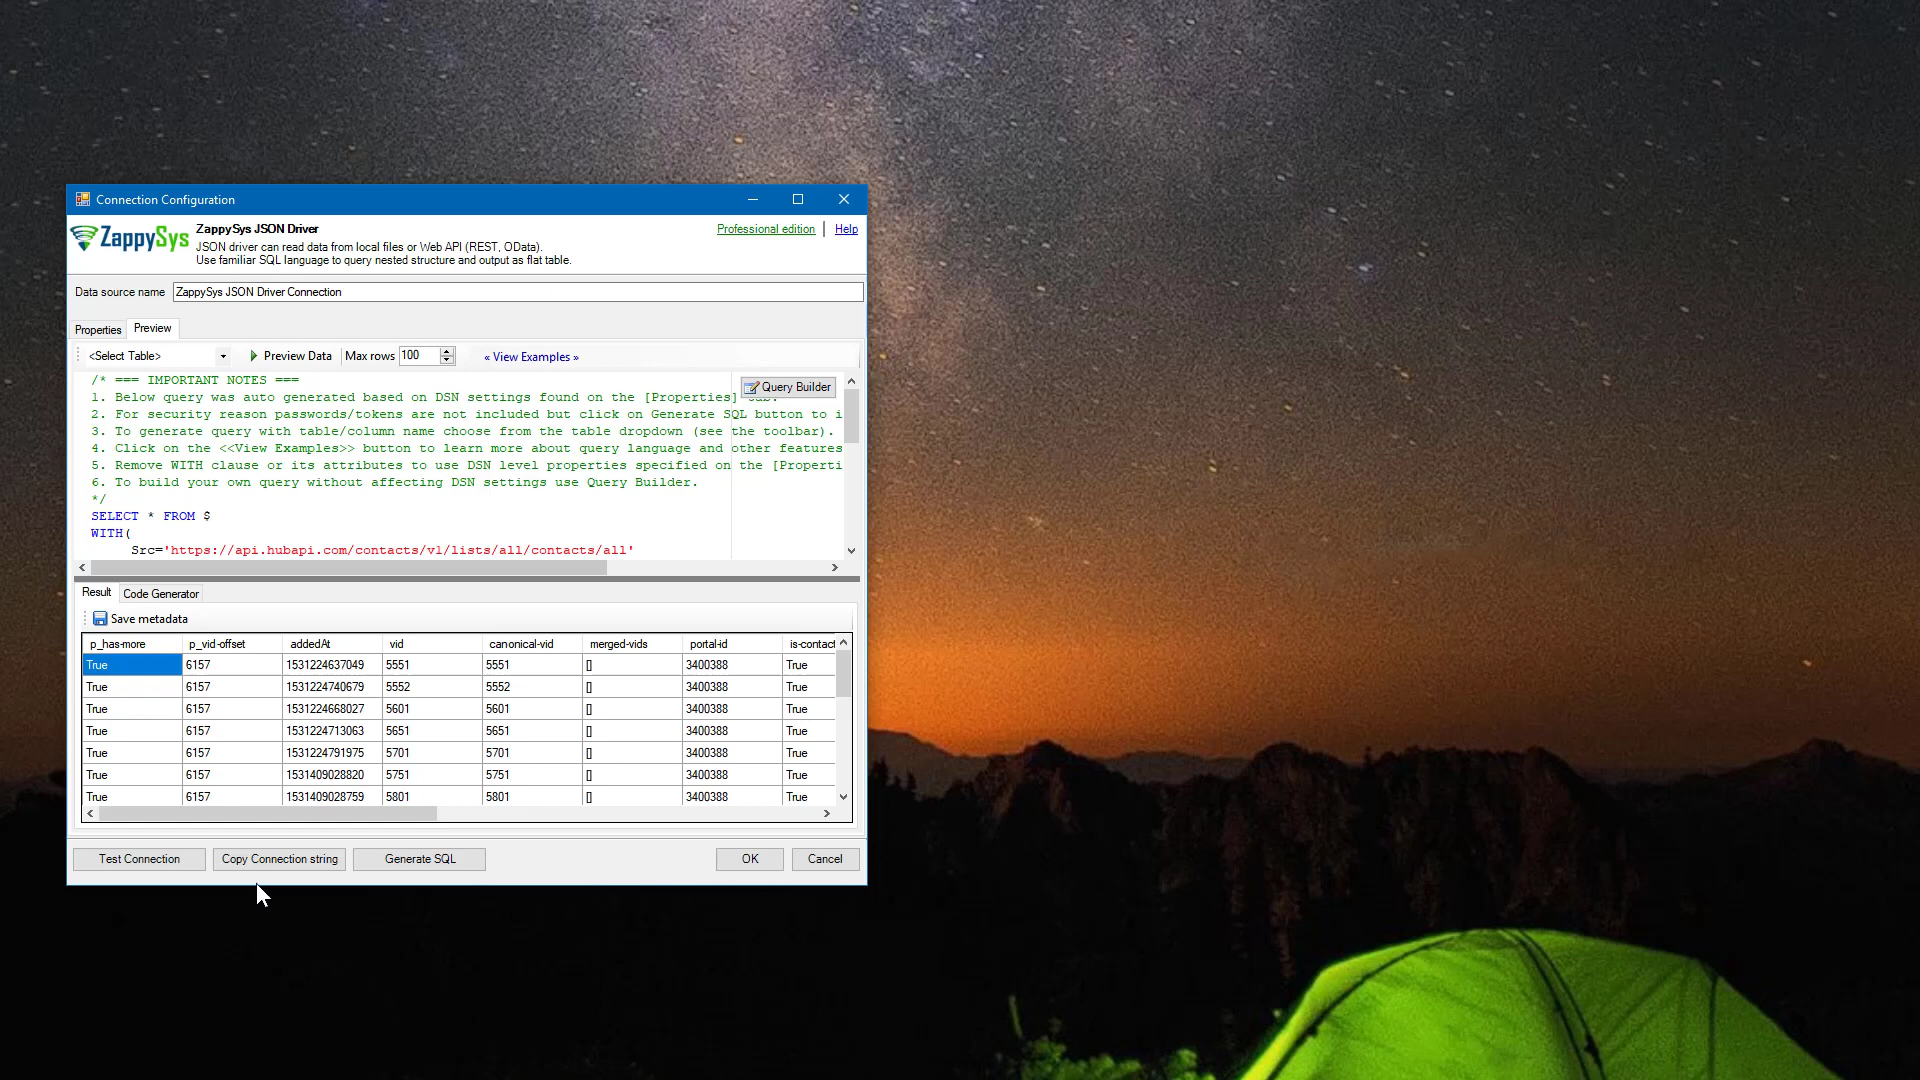 Connection Configuration
ZappySys
ZappySys JSON Driver
JSON driver can read data from local files or Web API (REST, OData).
Use familiar SQL language to query nested structure and output as flat table.
Professional edition
Help
Data source name
ZappySys JSON Driver Connection
Properties
Preview
<Select Table>
Preview Data
Max rows
100
« View Examples »
Query Builder
/* === IMPORTANT NOTES ===
1. Below query was auto generated based on DSN settings found on the [Properties]
2. For security reason passwords/tokens are not included but click on Generate SQL button to i
3. To generate query with table/column name choose from the table dropdown (see the toolbar).
4. Click on the <<View Examples>> button to learn more about query language and other features
5. Remove WITH clause or its attributes to use DSN level properties specified on the [Properti
6. To build your own query without affecting DSN settings use Query Builder.
*/
SELECT * FROM $
WITH(
Src='https://api.hubapi.com/contacts/v1/lists/all/contacts/all'
Result
Code Generator
Save metadata
p_has-more p_vid-offset addedAt vid canonical-vid merged-vids portal-id is-contact
True 6157 1531224637049 5551 5551 [] 3400388 True
True 6157 1531224740679 5552 5552 [] 3400388 True
True 6157 1531224668027 5601 5601 [] 3400388 True
True 6157 1531224713063 5651 5651 [] 3400388 True
True 6157 1531224791975 5701 5701 [] 3400388 True
True 6157 1531409028820 5751 5751 [] 3400388 True
True 6157 1531409028759 5801 5801 [] 3400388 True
Test Connection
Copy Connection string
Generate SQL
OK
Cancel